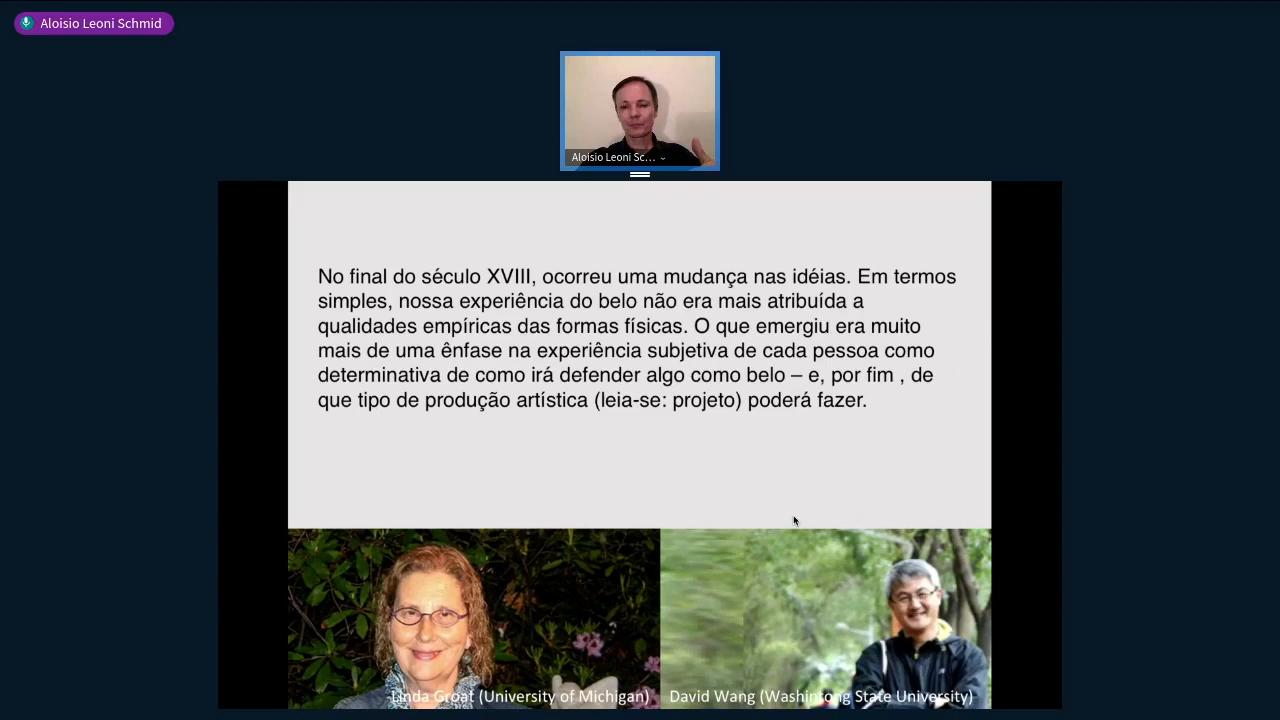 Aloisio Leoni Schmid
Aloisio Leoni Sc...
No final do século XVIII, ocorreu uma mudança nas idéias. Em termos
simples, nossa experiência do belo não era mais atribuída a
qualidades empíricas das formas físicas. O que emergiu era muito
mais de uma ênfase na experiência subjetiva de cada pessoa como
determinativa de como irá defender algo como belo – e, por fim , de
que tipo de produção artística (leia-se: projeto) poderá fazer.
Linda Groat (University of Michigan)
David Wang (Washintong State University)